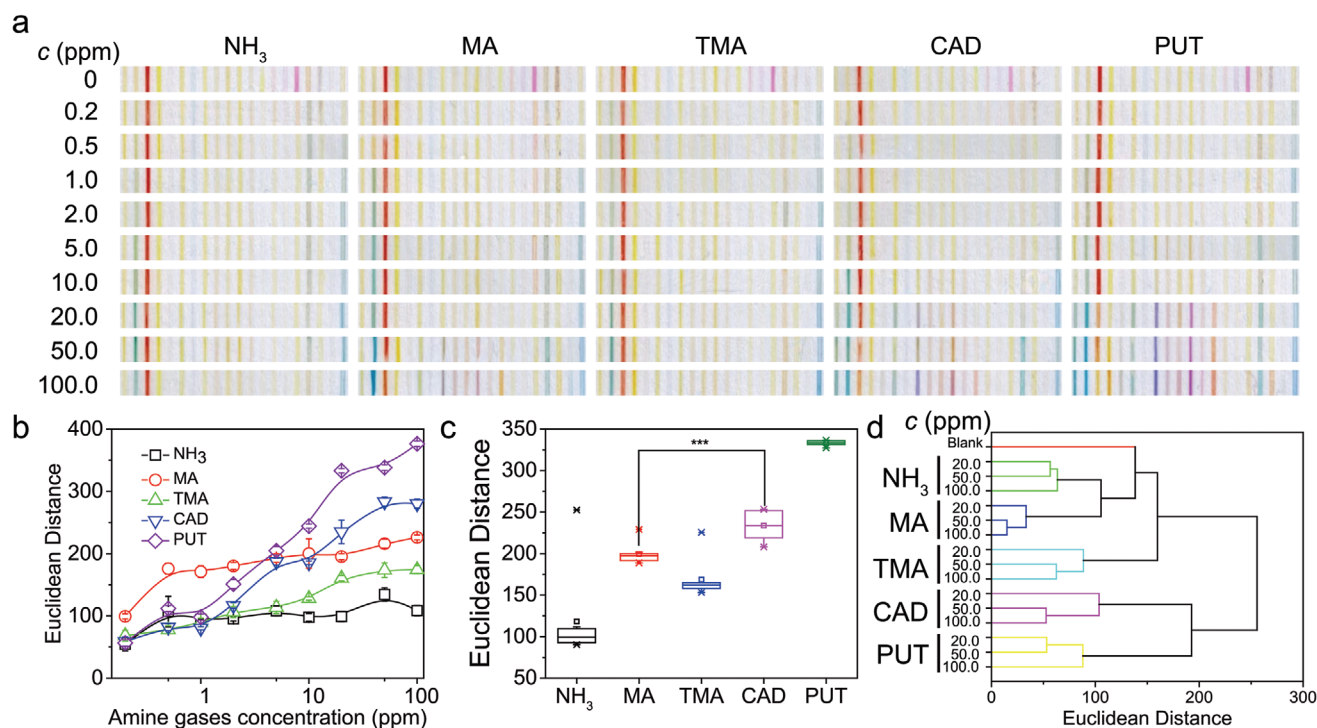 a
c (ppm)
NH3 MA TMA CAD PUT
0
0.2
0.5
1.0
2.0
5.0
10.0
20.0
50.0
100.0
b
400
300
200
100
0
Euclidean Distance
NH3
MA
TMA
CAD
PUT
1 10 100
Amine gases concentration (ppm)
c
350
300
250
200
150
100
50
Euclidean Distance
***
NH3 MA TMA CAD PUT
d
c (ppm)
Blank
NH3
20.0
50.0
100.0
MA
20.0
50.0
100.0
TMA
20.0
50.0
100.0
CAD
20.0
50.0
100.0
PUT
20.0
50.0
100.0
0 100 200 300
Euclidean Distance